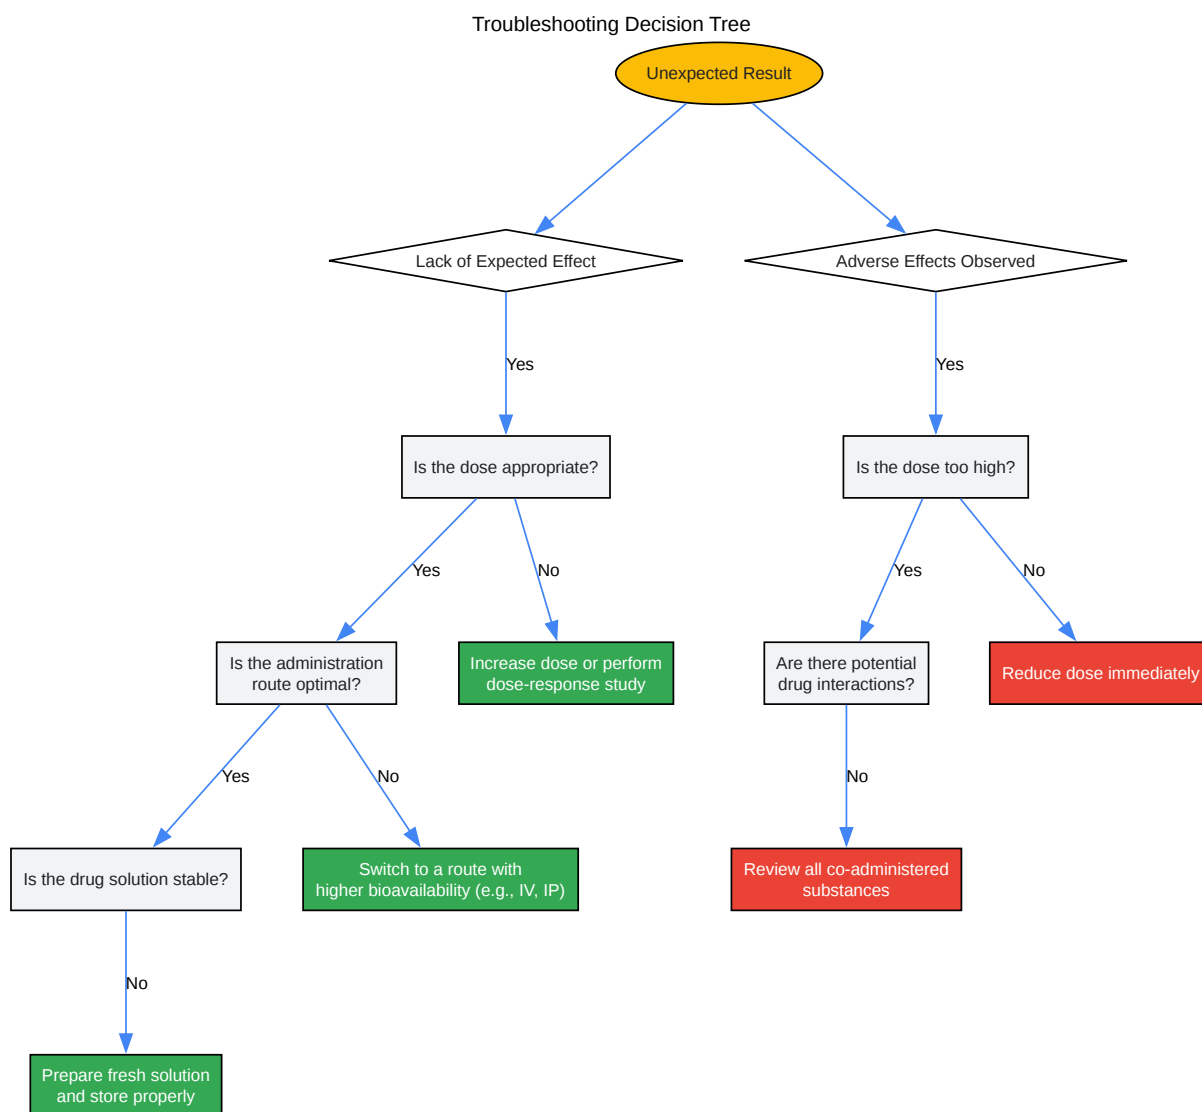 Troubleshooting Decision Tree
Unexpected Result
Lack of Expected Effect
Adverse Effects Observed
Yes
Yes
Is the dose appropriate?
Is the dose too high?
Yes
No
Yes
No
Is the administration
route optimal?
Increase dose or perform
dose-response study
Are there potential
drug interactions?
Reduce dose immediately
Yes
No
No
Is the drug solution stable?
Switch to a route with
higher bioavailability (e.g., IV, IP)
Review all co-administered
substances
No
Prepare fresh solution
and store properly